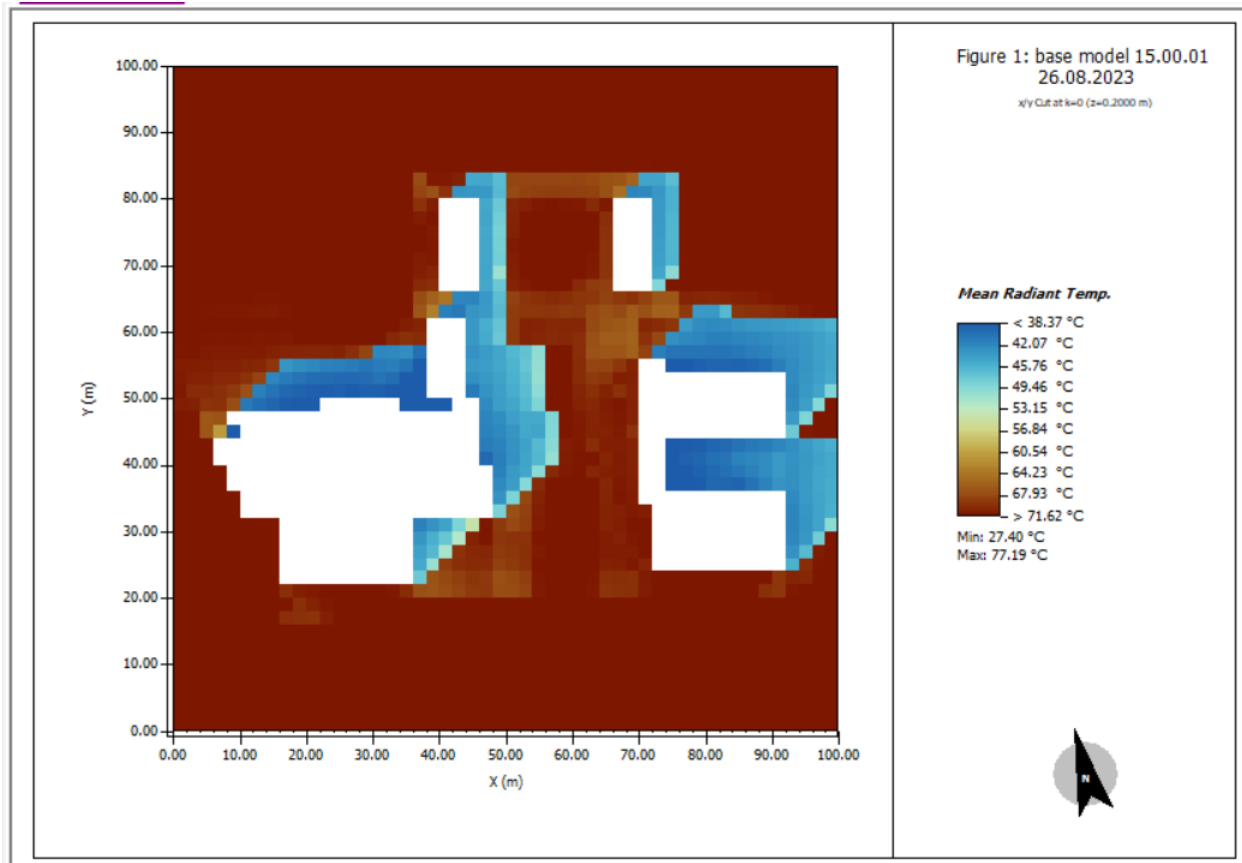 Figure 1: base model 15.00.01
26.08.2023
x/y Cut at k=0 (z=0.2000 m)
100.00
90.00
80.00
70.00
60.00
50.00
40.00
30.00
20.00
10.00
0.00
Y (m)
0.00 10.00 20.00 30.00 40.00 50.00 60.00 70.00 80.00 90.00 100.00
X (m)
Mean Radiant Temp.
< 38.37 °C
42.07 °C
45.76 °C
49.46 °C
53.15 °C
56.84 °C
60.54 °C
64.23 °C
67.93 °C
> 71.62 °C
Min: 27.40 °C
Max: 77.19 °C
N